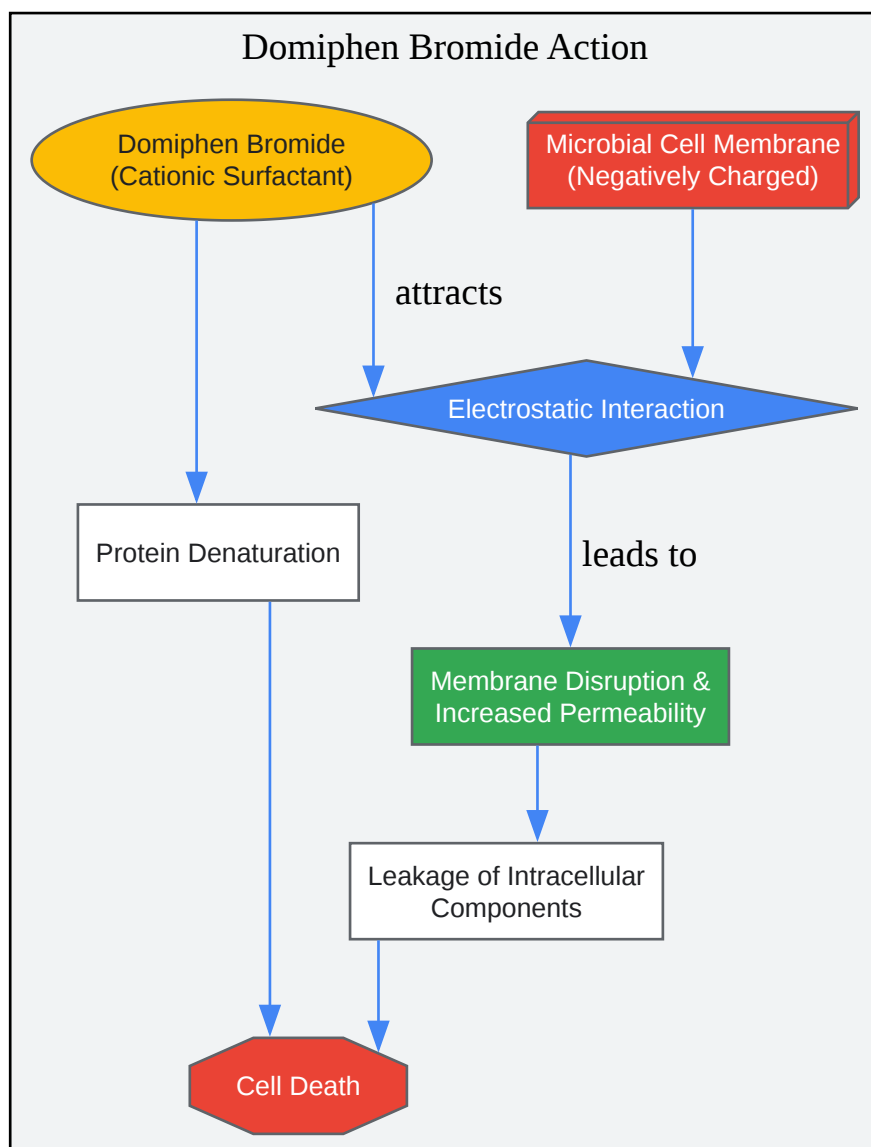 Domiphen Bromide Action
Domiphen Bromide
(Cationic Surfactant)
Microbial Cell Membrane
(Negatively Charged)
attracts
Electrostatic Interaction
Protein Denaturation
leads to
Membrane Disruption &
Increased Permeability
Leakage of Intracellular
Components
Cell Death